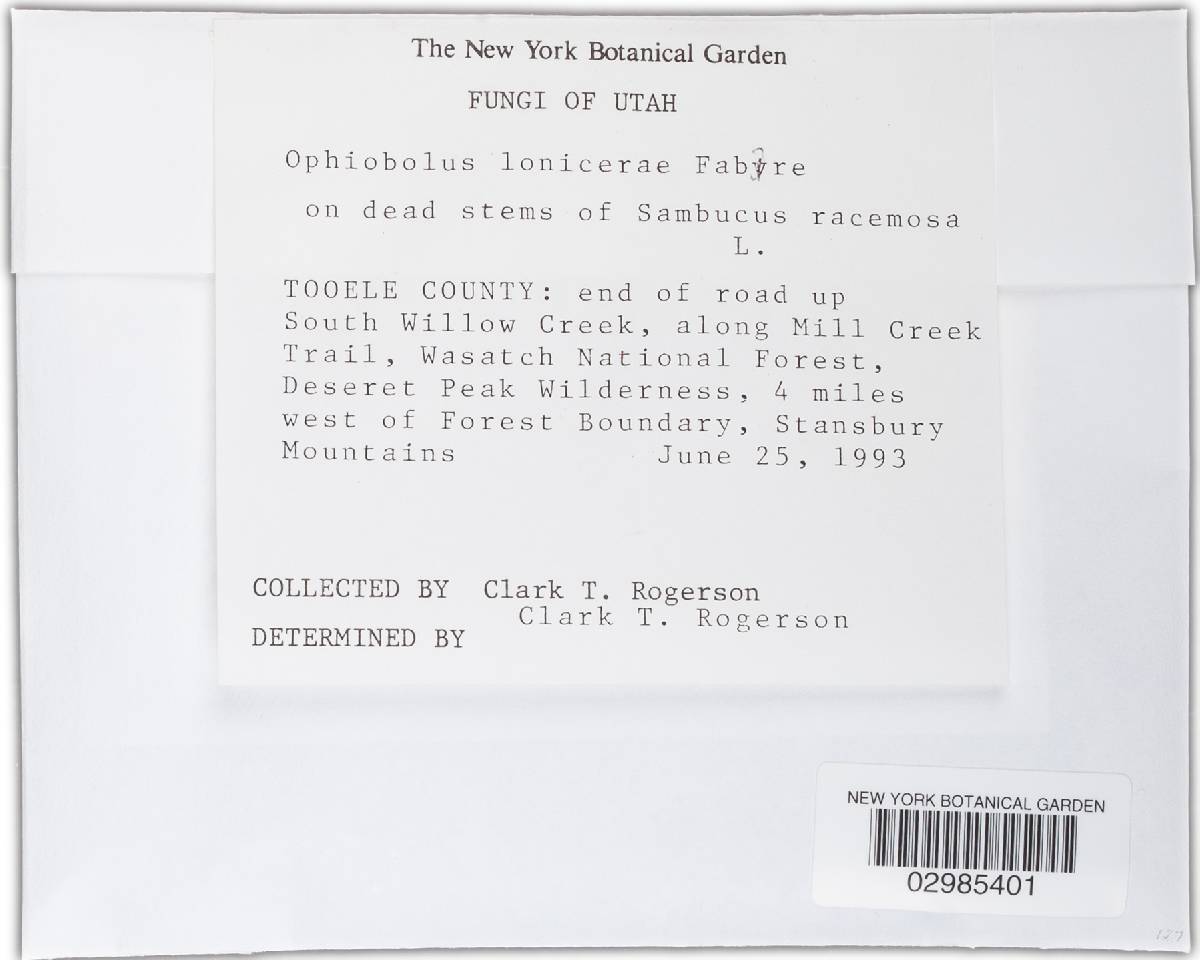 The New York Botanical Garden
FUNGI OF UTAH
Ophiobolus lonicerae Fabre
on dead stems of Sambucus racemosa
L.
TOOELE COUNTY: end of road up
South Willow Creek, along Mill Creek
Trail, Wasatch National Forest,
Deseret Peak Wilderness, 4 miles
west of Forest Boundary, Stansbury
Mountains June 25, 1993
COLLECTED BY Clark T. Rogerson
Clark T. Rogerson
DETERMINED BY
NEW YORK BOTANICAL GARDEN
02985401
127